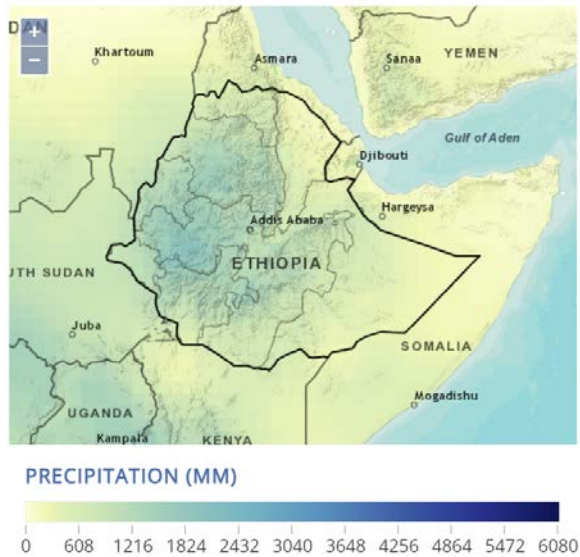 DAN
+
−
Khartoum
Asmara
Sanaa
YEMEN
Gulf of Aden
Djibouti
Hargeysa
Addis Ababa
ETHIOPIA
UTH SUDAN
Juba
SOMALIA
Mogadishu
UGANDA
Kampala
KENYA
PRECIPITATION (MM)
0 608 1216 1824 2432 3040 3648 4256 4864 5472 6080